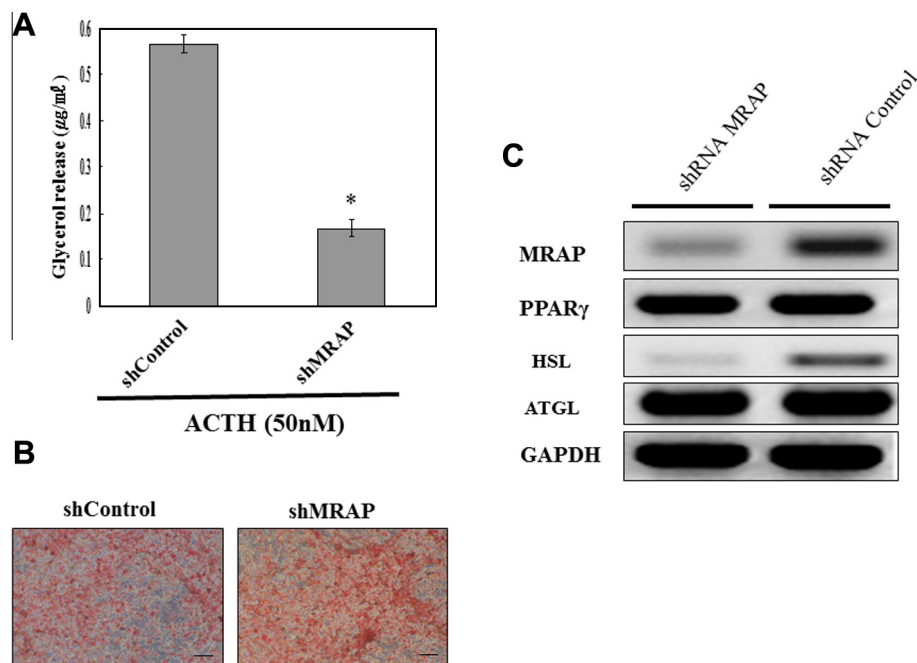 A
Glycerol release (μg/㎖)
0.6
0.5
0.4
0.3
0.2
0.1
0
*
shControl
shMRAP
ACTH (50nM)
B
shControl
shMRAP
C
shRNA MRAP
shRNA Control
MRAP
PPARγ
HSL
ATGL
GAPDH